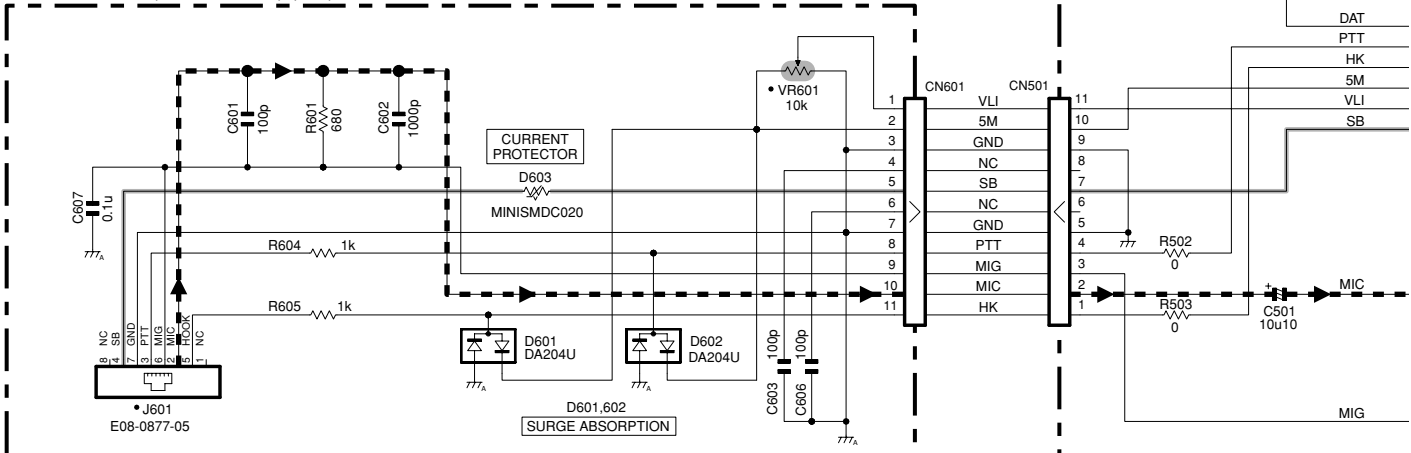 DAT
PTT
HK
5M
VLI
SB
MIC
MIG
VR601
10k
CN601
CN501
C601
100p
R601
680
C602
1000p
CURRENT
PROTECTOR
D603
MINISMDC020
C607
0.1u
A
R604 1k
R605 1k
1 VLI 11
2 5M 10
3 GND 9
4 NC 8
5 SB 7
6 NC 6
7 GND 5
8 PTT 4
9 MIG 3
10 MIC 2
11 HK 1
R502
0
R503
0
+
C501
10u10
D601
DA204U
A
D602
DA204U
A
C603
100p
C606
100p
A
D601,602
SURGE ABSORPTION
8 NC
4 SB
7 GND
3 PTT
6 MIG
2 MIC
5 HOOK
1 NC
J601
E08-0877-05